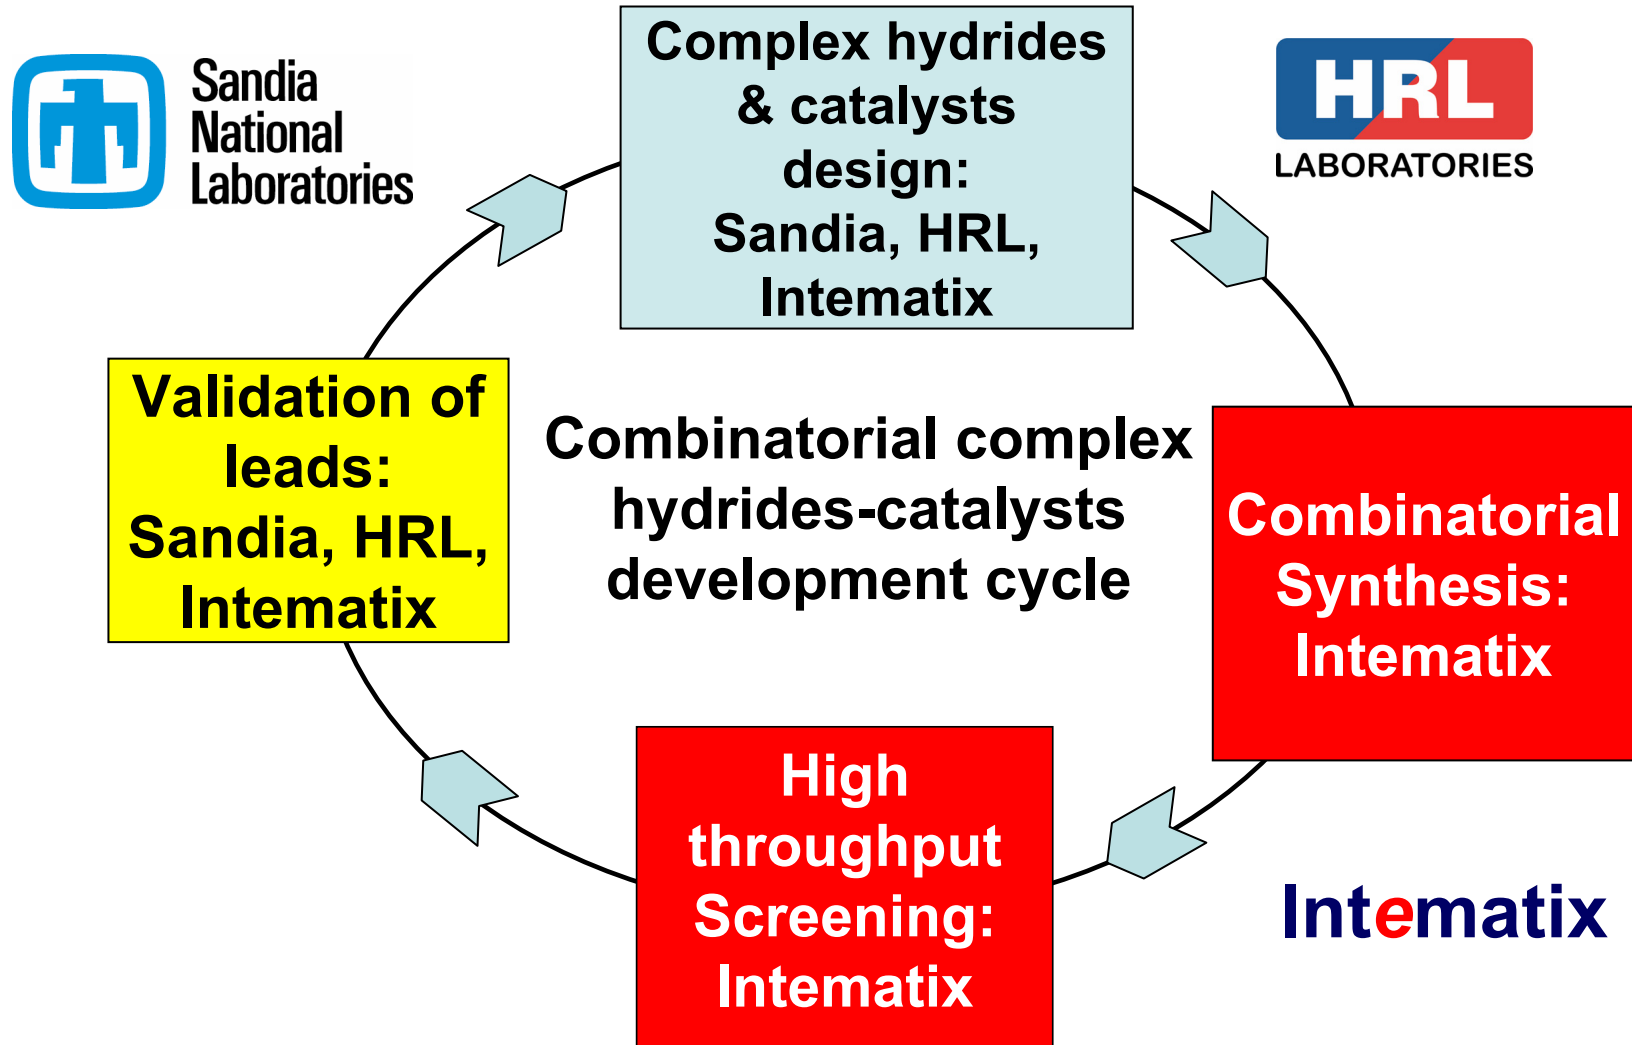 Sandia
National
Laboratories
Complex hydrides
& catalysts
design:
Sandia, HRL,
Intematix
HRL
LABORATORIES
Validation of
leads:
Sandia, HRL,
Intematix
Combinatorial complex
hydrides-catalysts
development cycle
Combinatorial
Synthesis:
Intematix
High
throughput
Screening:
Intematix
Intematix